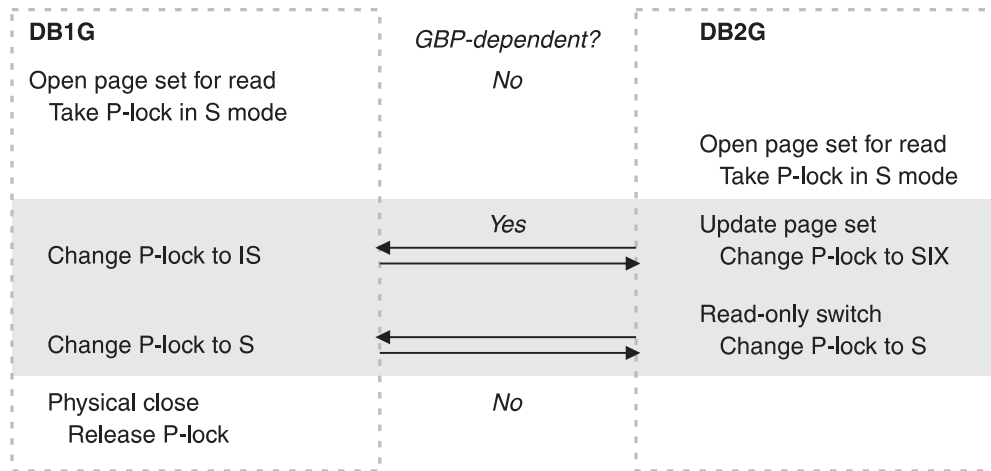 DB1G
GBP-dependent?
DB2G
Open page set for read
Take P-lock in S mode
No
Open page set for read
Take P-lock in S mode
Yes
Update page set
Change P-lock to IS
Change P-lock to SIX
Read-only switch
Change P-lock to S
Change P-lock to S
Physical close
Release P-lock
No